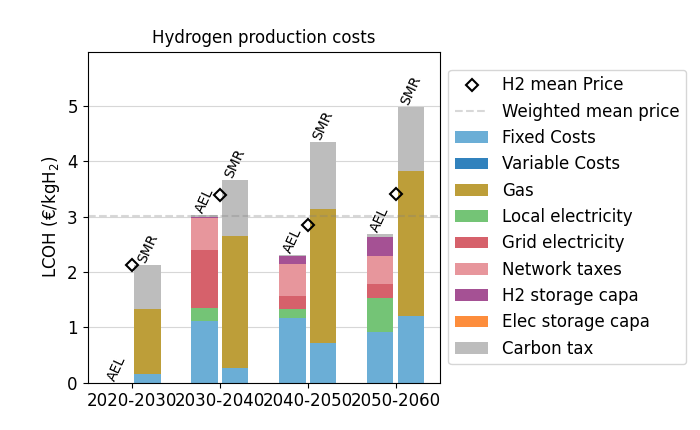 Hydrogen production costs
LCOH (€/kgH₂)
5
4
3
2
1
0
AEL
SMR
AEL
SMR
AEL
SMR
AEL
SMR
2020-2030
2030-2040
2040-2050
2050-2060
H2 mean Price
Weighted mean price
Fixed Costs
Variable Costs
Gas
Local electricity
Grid electricity
Network taxes
H2 storage capa
Elec storage capa
Carbon tax